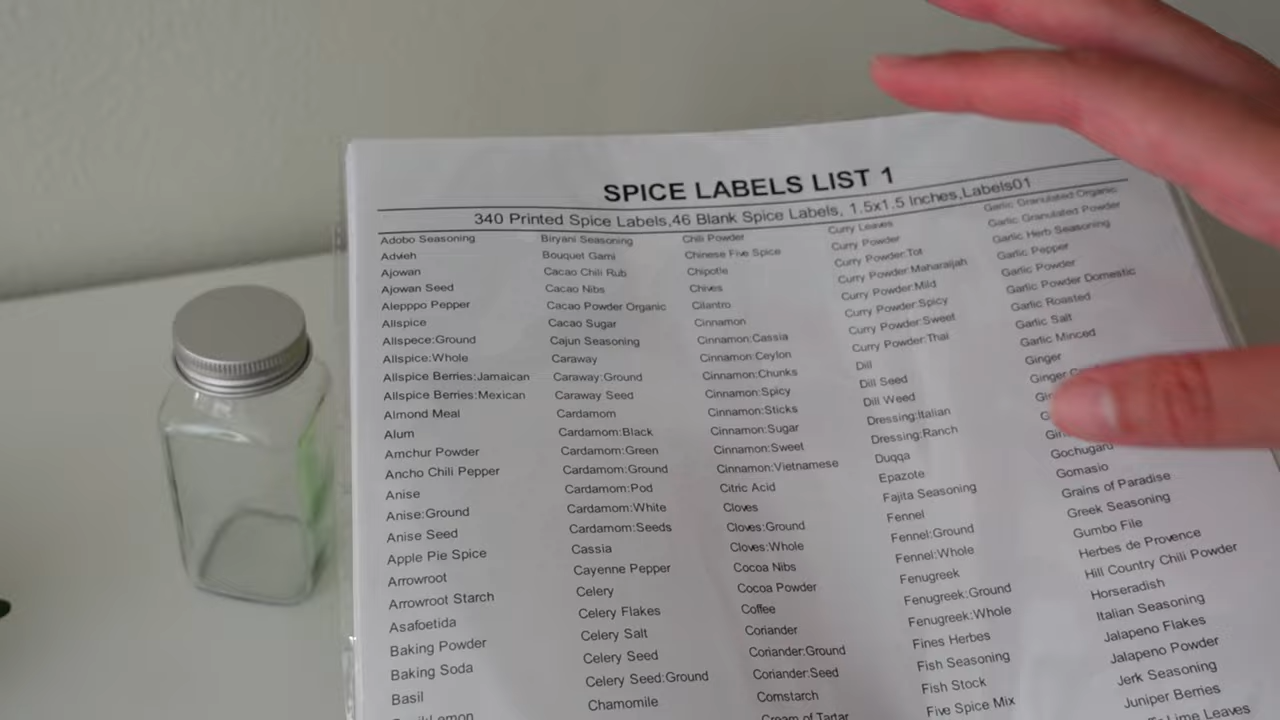 SPICE LABELS LIST 1
340 Printed Spice Labels,46 Blank Spice Labels, 1.5x1.5 Inches,Labels01
Adobo Seasoning
Advieh
Ajowan
Ajowan Seed
Alepppo Pepper
Allspice
Allspece:Ground
Allspice:Whole
Allspice Berries:Jamaican
Allspice Berries:Mexican
Almond Meal
Alum
Amchur Powder
Ancho Chili Pepper
Anise
Anise:Ground
Anise Seed
Apple Pie Spice
Arrowroot
Arrowroot Starch
Asafoetida
Baking Powder
Baking Soda
Basil
Biryani Seasoning
Bouquet Garni
Cacao Chili Rub
Cacao Nibs
Cacao Powder Organic
Cacao Sugar
Cajun Seasoning
Caraway
Caraway:Ground
Caraway Seed
Cardamom
Cardamom:Black
Cardamom:Green
Cardamom:Ground
Cardamom:Pod
Cardamom:White
Cardamom:Seeds
Cassia
Cayenne Pepper
Celery
Celery Flakes
Celery Salt
Celery Seed
Celery Seed:Ground
Chamomile
Chili Powder
Chinese Five Spice
Chipotle
Chives
Cilantro
Cinnamon
Cinnamon:Cassia
Cinnamon:Ceylon
Cinnamon:Chunks
Cinnamon:Spicy
Cinnamon:Sticks
Cinnamon:Sugar
Cinnamon:Sweet
Cinnamon:Vietnamese
Citric Acid
Cloves
Cloves:Ground
Cloves:Whole
Cocoa Nibs
Cocoa Powder
Coffee
Coriander
Coriander:Ground
Coriander:Seed
Cornstarch
Cream of Tartar
Curry Leaves
Curry Powder
Curry Powder:Tot
Curry Powder:Maharaijah
Curry Powder:Mild
Curry Powder:Spicy
Curry Powder:Sweet
Curry Powder:Thai
Dill
Dill Seed
Dill Weed
Dressing:Italian
Dressing:Ranch
Duqqa
Epazote
Fajita Seasoning
Fennel
Fennel:Ground
Fennel:Whole
Fenugreek
Fenugreek:Ground
Fenugreek:Whole
Fines Herbes
Fish Seasoning
Fish Stock
Five Spice Mix
Garlic Granulated Organic
Garlic Granulated Powder
Garlic Herb Seasoning
Garlic Pepper
Garlic Powder
Garlic Powder Domestic
Garlic Roasted
Garlic Salt
Garlic Minced
Ginger
Ginger
Gochugaru
Gomasio
Grains of Paradise
Greek Seasoning
Gumbo File
Herbes de Provence
Hill Country Chili Powder
Horseradish
Italian Seasoning
Jalapeno Flakes
Jalapeno Powder
Jerk Seasoning
Juniper Berries
Lime Leaves